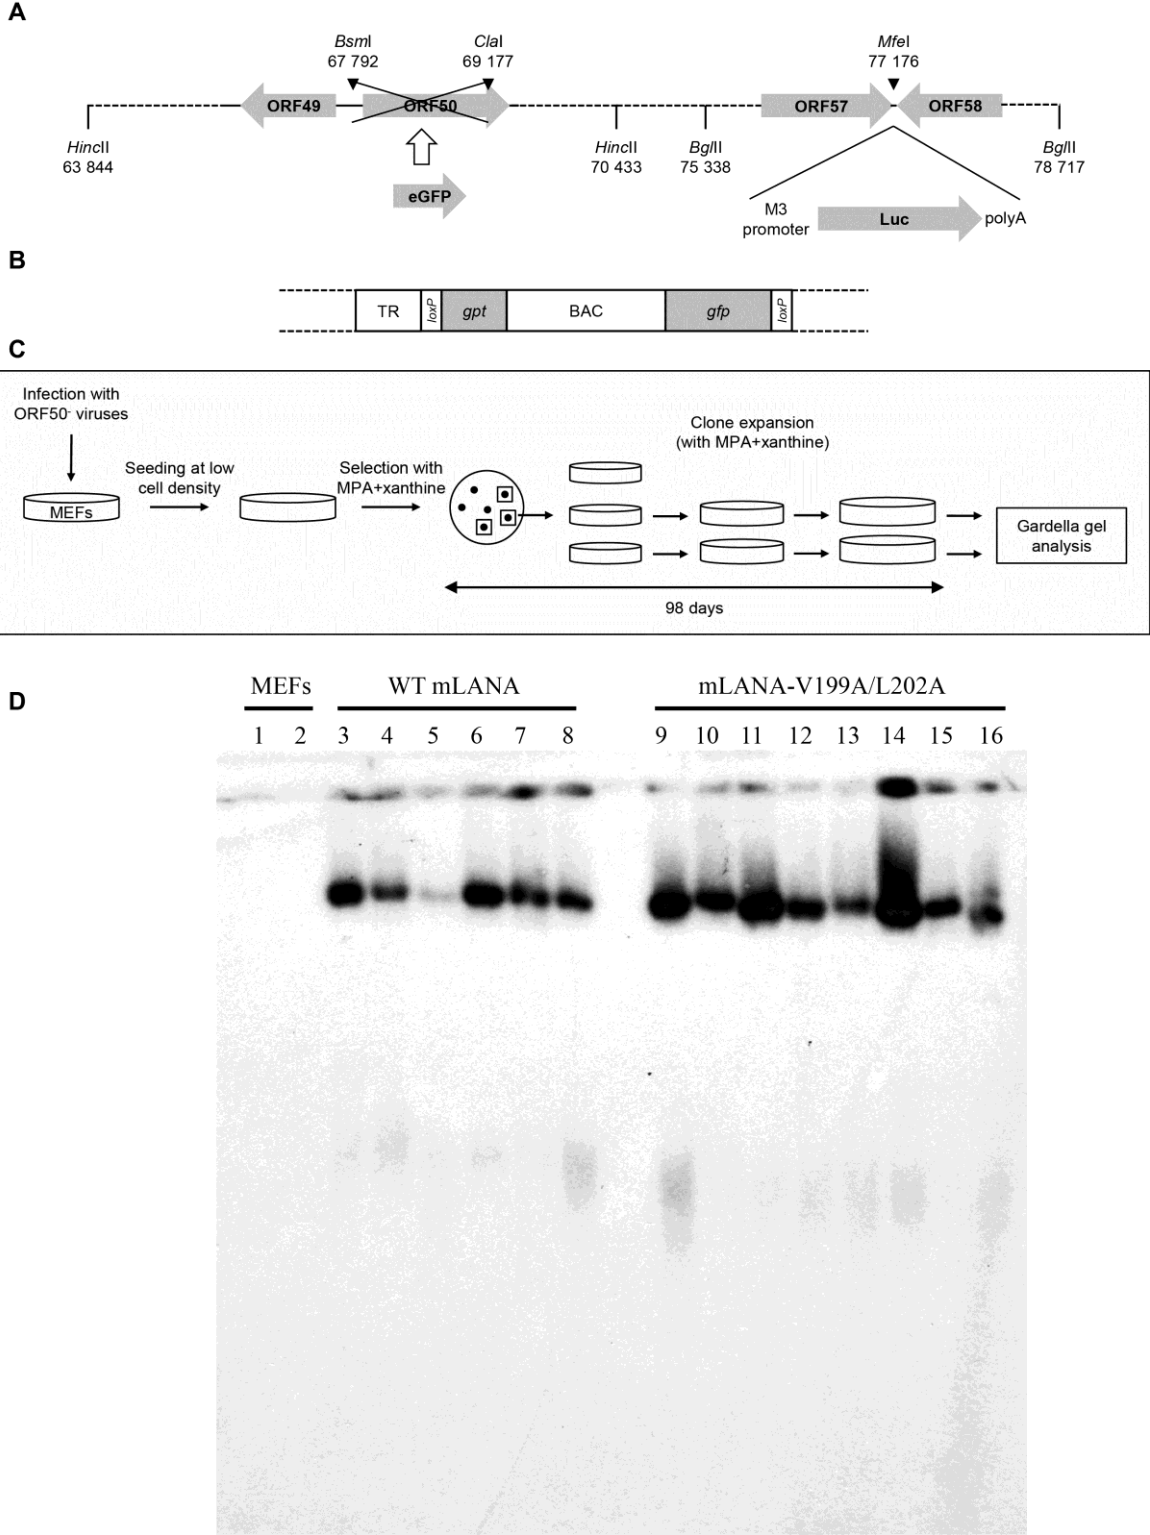 A
BsmI
67 792
ClaI
69 177
MfeI
77 176
ORF49
ORF50
ORF57
ORF58
HincII
63 844
HincII
70 433
BglII
75 338
BglII
78 717
eGFP
M3
promoter
Luc
polyA
B
TR
loxP
gpt
BAC
gfp
loxP
C
Infection with
ORF50- viruses
MEFs
Seeding at low
cell density
Selection with
MPA+xanthine
Clone expansion
(with MPA+xanthine)
98 days
Gardella gel
analysis
D
MEFs
WT mLANA
mLANA-V199A/L202A
1 2 3 4 5 6 7 8 9 10 11 12 13 14 15 16